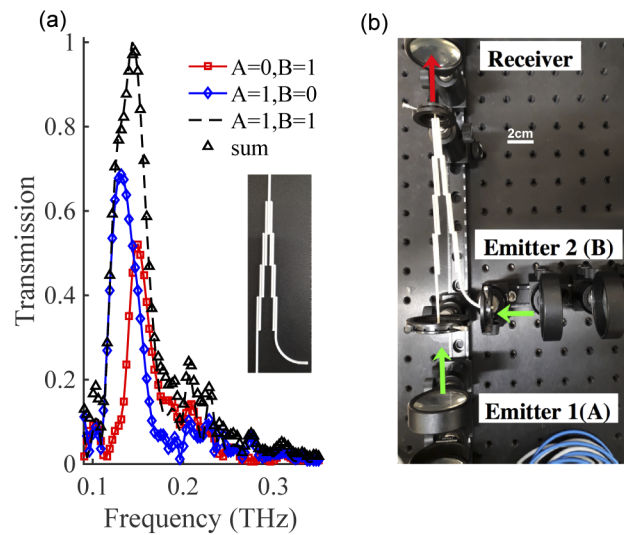 (a)
1
0.8
0.6
0.4
0.2
0
0.1
0.2
0.3
Transmission
Frequency (THz)
A=0,B=1
A=1,B=0
A=1,B=1
sum
(b)
Receiver
2cm
Emitter 2 (B)
Emitter 1(A)